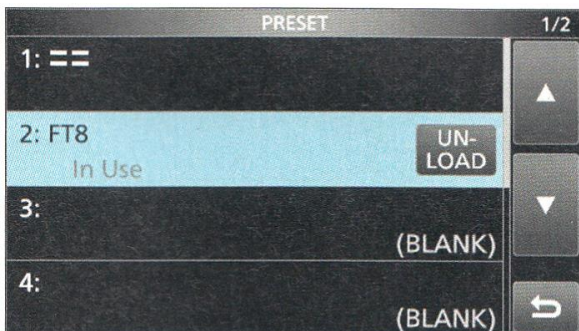 PRESET 1/2
1: ==
2: FT8
UN-
LOAD
In Use
3:
(BLANK)
4:
(BLANK)